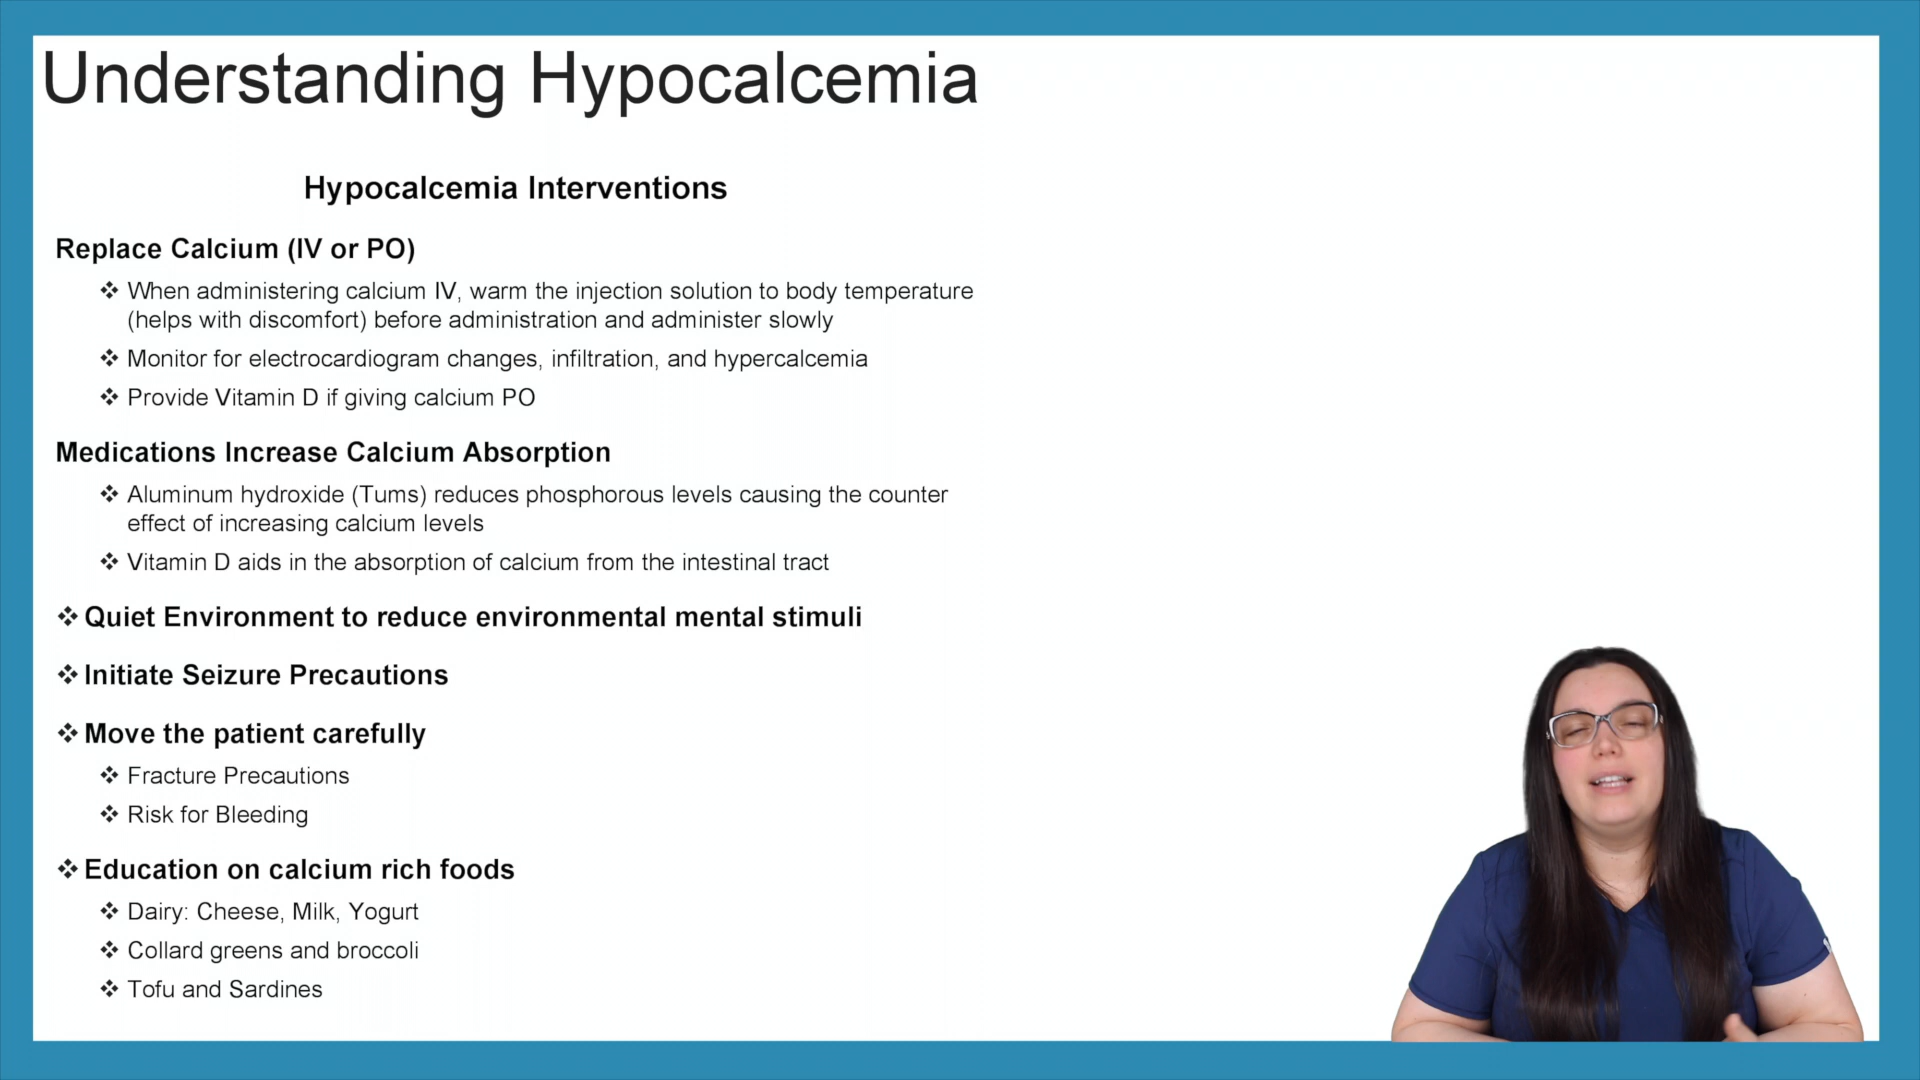 Understanding Hypocalcemia
Hypocalcemia Interventions
Replace Calcium (IV or PO)
❖ When administering calcium IV, warm the injection solution to body temperature
(helps with discomfort) before administration and administer slowly
❖ Monitor for electrocardiogram changes, infiltration, and hypercalcemia
❖ Provide Vitamin D if giving calcium PO
Medications Increase Calcium Absorption
❖ Aluminum hydroxide (Tums) reduces phosphorous levels causing the counter
effect of increasing calcium levels
❖ Vitamin D aids in the absorption of calcium from the intestinal tract
❖ Quiet Environment to reduce environmental mental stimuli
❖ Initiate Seizure Precautions
❖ Move the patient carefully
❖ Fracture Precautions
❖ Risk for Bleeding
❖ Education on calcium rich foods
❖ Dairy: Cheese, Milk, Yogurt
❖ Collard greens and broccoli
❖ Tofu and Sardines